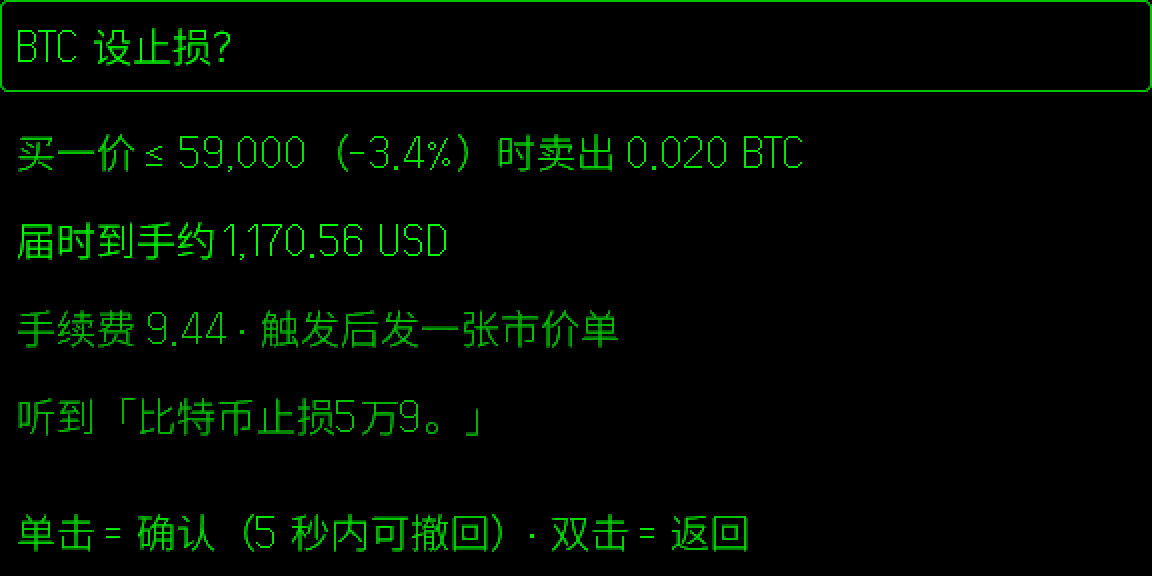 BTC 设止损？
买一价 ≤ 59,000（-3.4%）时卖出 0.020 BTC
届时到手约 1,170.56 USD
手续费 9.44 · 触发后发一张市价单
听到「比特币止损5万9。」
单击 = 确认（5 秒内可撤回）· 双击 = 返回